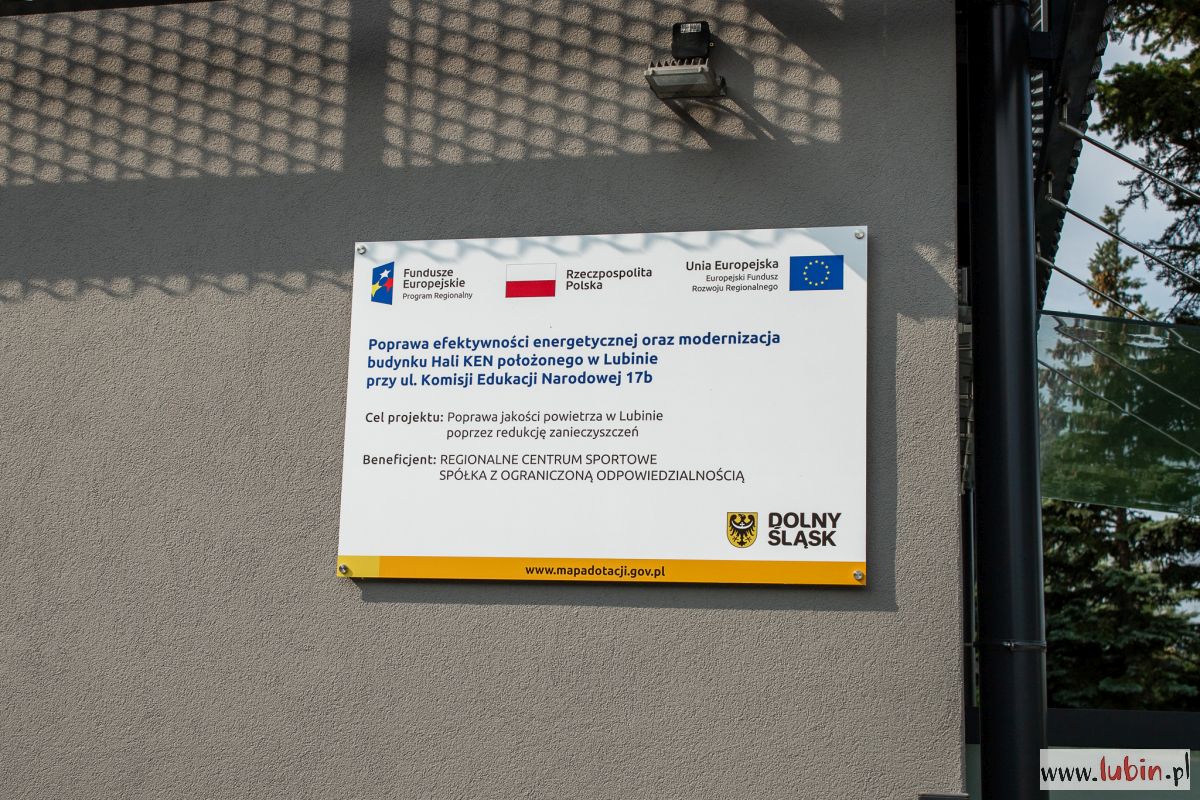 Fundusze
Europejskie
Program Regionalny
Rzeczpospolita
Polska
Unia Europejska
Europejski Fundusz
Rozwoju Regionalnego
Poprawa efektywności energetycznej oraz modernizacja
budynku Hali KEN położonego w Lubinie
przy ul. Komisji Edukacji Narodowej 17b
Cel projektu: Poprawa jakości powietrza w Lubinie
poprzez redukcję zanieczyszczeń
Beneficjent: REGIONALNE CENTRUM SPORTOWE
SPÓŁKA Z OGRANICZONĄ ODPOWIEDZIALNOŚCIĄ
DOLNY
ŚLĄSK
www.mapadotacji.gov.pl
www.lubin.pl